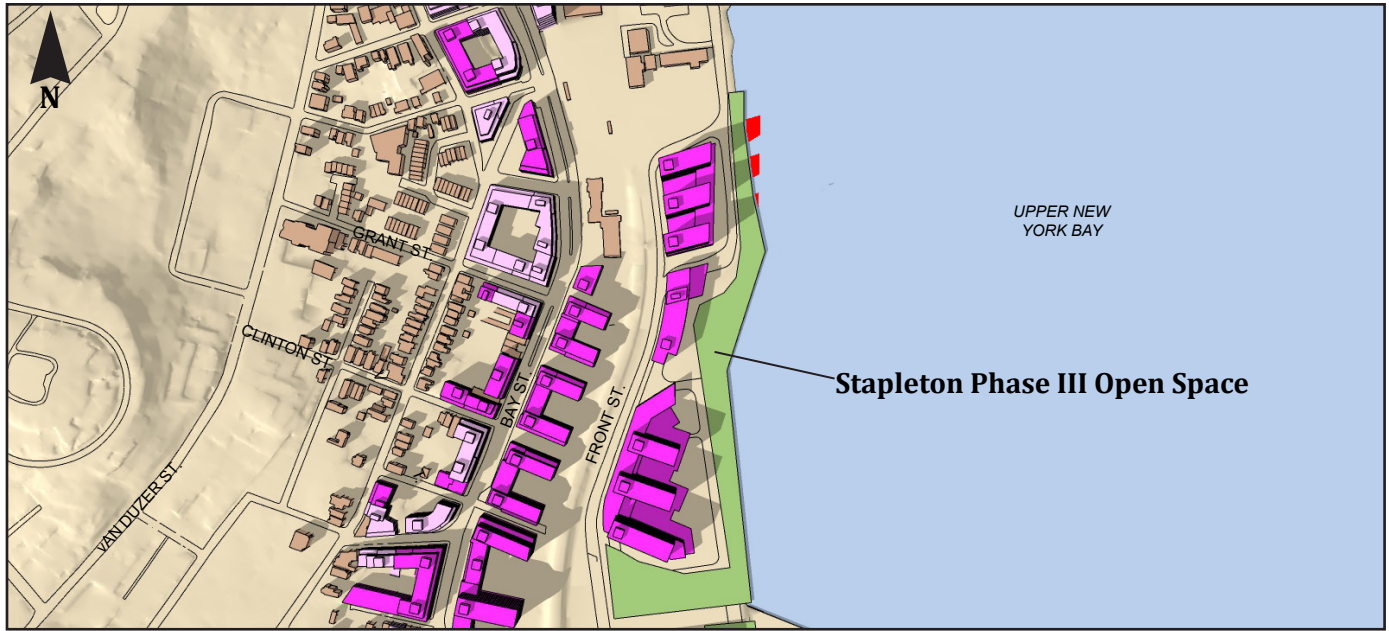 N
UPPER NEW
YORK BAY
GRANT ST.
CLINTON ST.
Stapleton Phase III Open Space
BAY ST.
FRONT ST.
VAN DUZER ST.